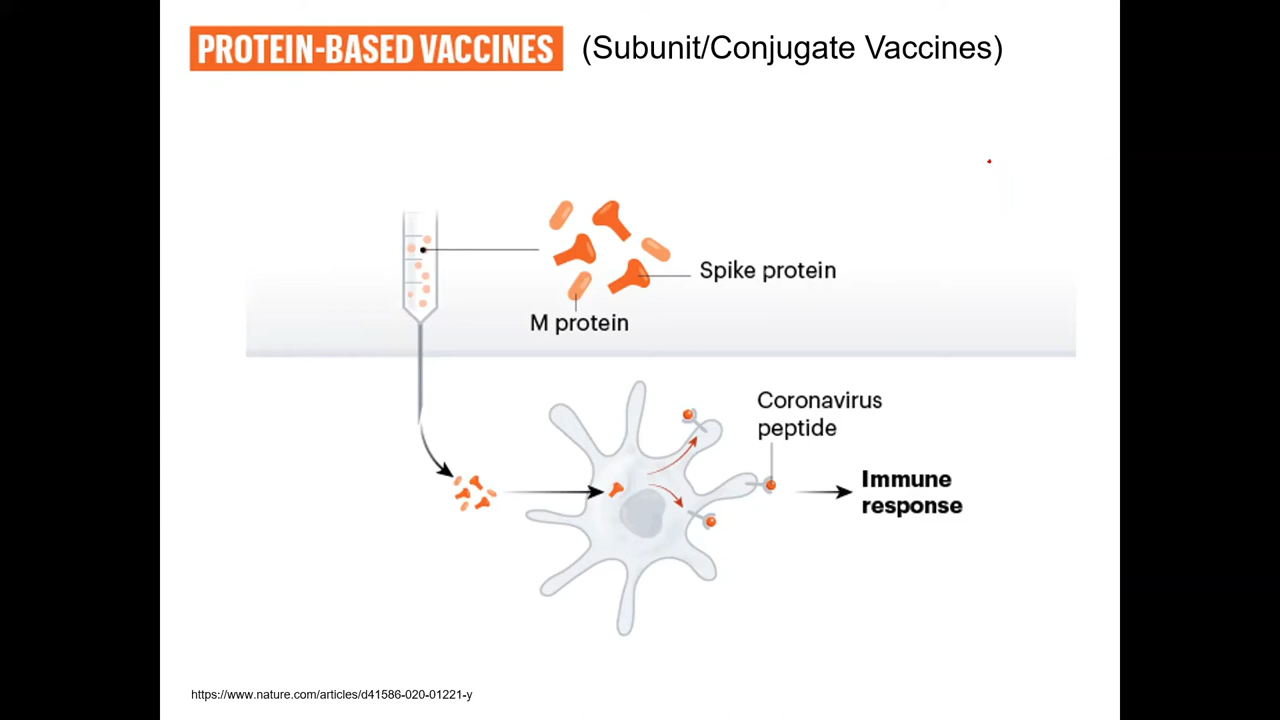 PROTEIN-BASED VACCINES (Subunit/Conjugate Vaccines)
Spike protein
M protein
Coronavirus
peptide
Immune
response
https://www.nature.com/articles/d41586-020-01221-y